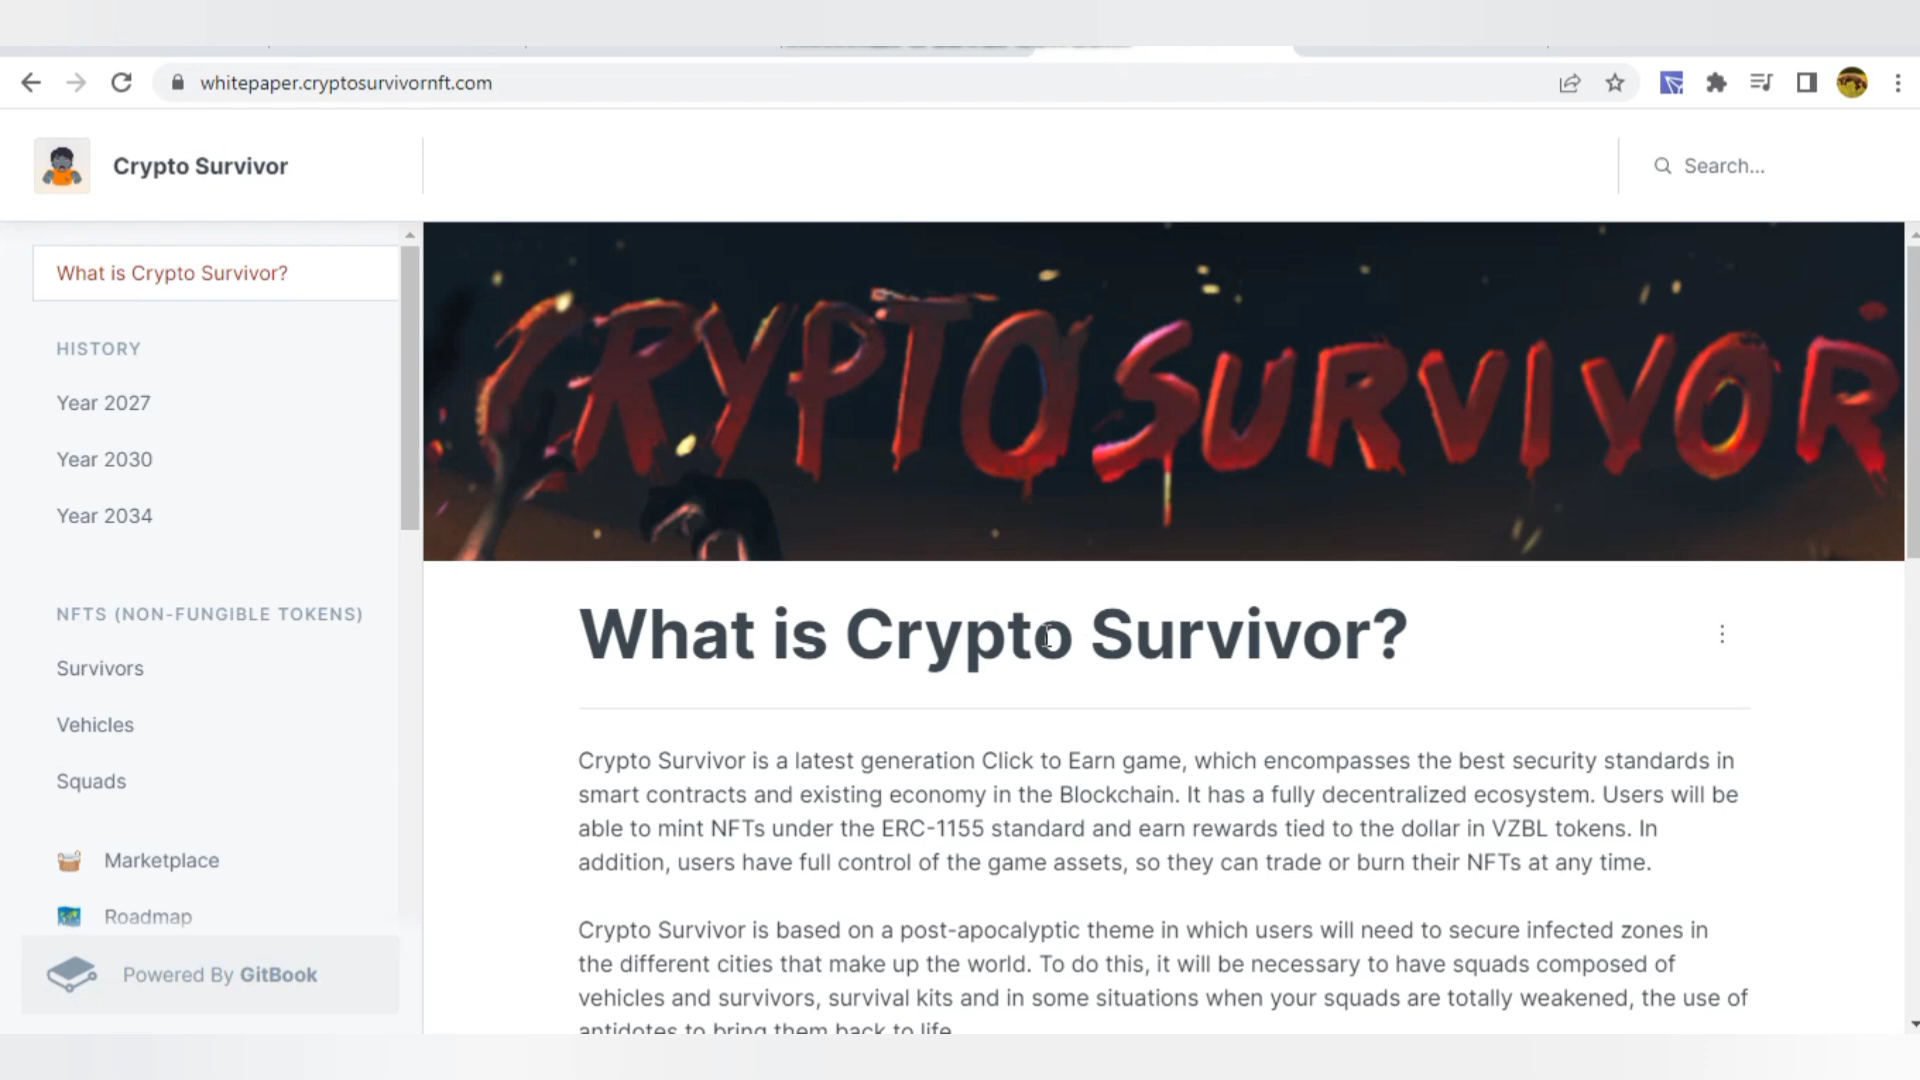 whitepaper.cryptosurvivornft.com
Crypto Survivor
Search...
What is Crypto Survivor?
HISTORY
Year 2027
Year 2030
Year 2034
NFTS (NON-FUNGIBLE TOKENS)
Survivors
Vehicles
Squads
Marketplace
Roadmap
Powered By GitBook
CRYPTO SURVIVOR
What is Crypto Survivor?
Crypto Survivor is a latest generation Click to Earn game, which encompasses the best security standards in
smart contracts and existing economy in the Blockchain. It has a fully decentralized ecosystem. Users will be
able to mint NFTs under the ERC-1155 standard and earn rewards tied to the dollar in VZBL tokens. In
addition, users have full control of the game assets, so they can trade or burn their NFTs at any time.
Crypto Survivor is based on a post-apocalyptic theme in which users will need to secure infected zones in
the different cities that make up the world. To do this, it will be necessary to have squads composed of
vehicles and survivors, survival kits and in some situations when your squads are totally weakened, the use of
antidotes to bring them back to life.